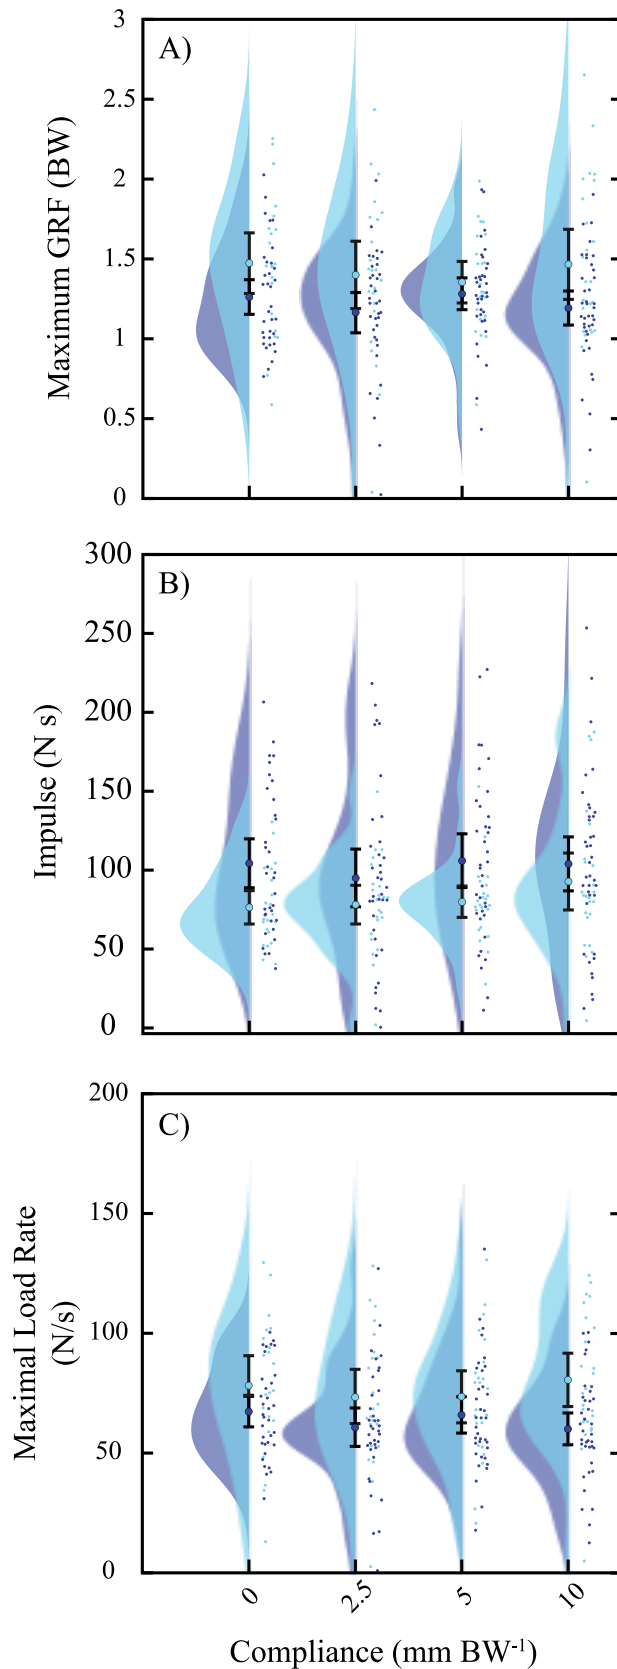 3
A)
2.5
2
1.5
1
0.5
0
Maximum GRF (BW)
300
B)
250
200
150
100
50
0
Impulse (N s)
200
C)
150
100
50
0
Maximal Load Rate
(N/s)
0
2.5
5
10
Compliance (mm BW⁻¹)